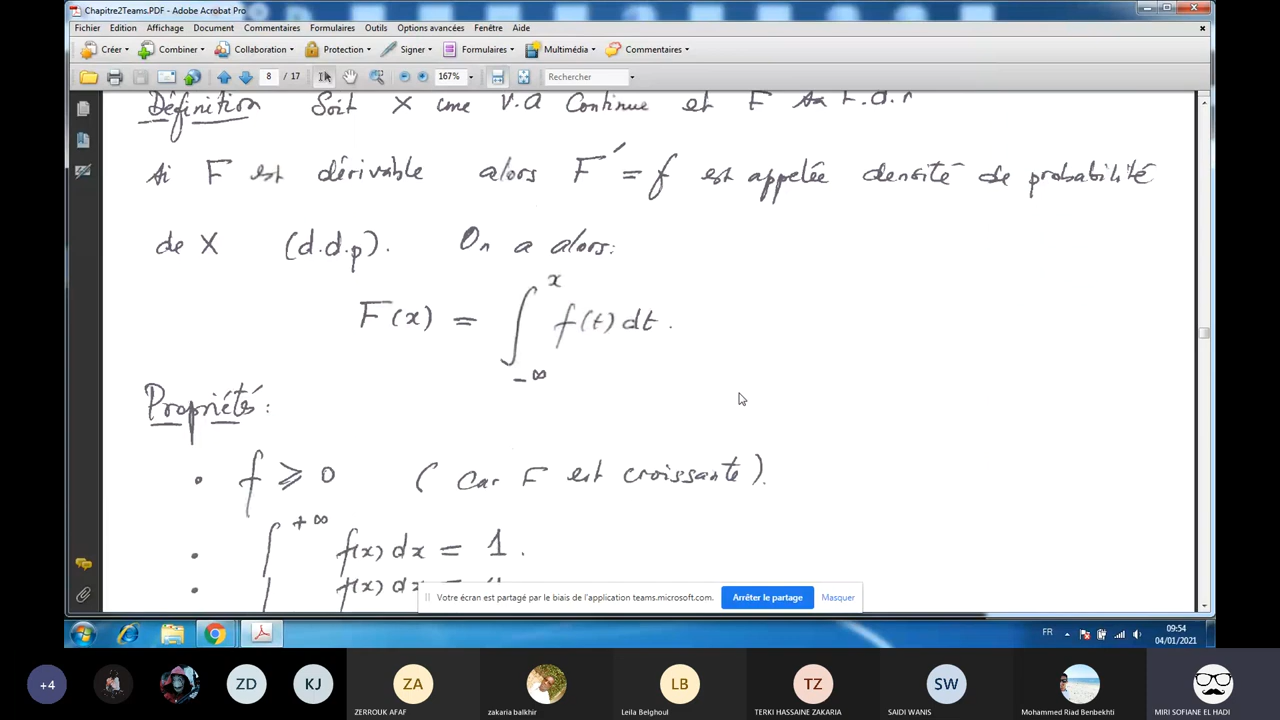 Chapitre2Teams.PDF - Adobe Acrobat Pro
Fichier Edition Affichage Document Commentaires Formulaires Outils Options avancées Fenêtre Aide
Créer Combiner Collaboration Protection Signer Formulaires Multimédia Commentaires
8 / 17 167% Rechercher
Définition Soit X une V.A Continue et F sa F.d.r
si F est dérivable alors F' = f est appelée densité de probabilité
de X (d.d.p). On a alors:
F(x) = ∫_{-∞}^{x} f(t) dt.
Propriétés:
• f ⩾ 0 (Car F est croissante).
• ∫^{+∞} f(x) dx = 1.
• f(x) dx =
Votre écran est partagé par le biais de l'application teams.microsoft.com. Arrêter le partage Masquer
FR 09:54
04/01/2021
+4 ZD KJ ZA LB TZ SW
ZERROUK AFAF zakaria balkhir Leila Belghoul TERKI HASSAINE ZAKARIA SAIDI WANIS Mohammed Riad Benbekhti MIRI SOFIANE EL HADI